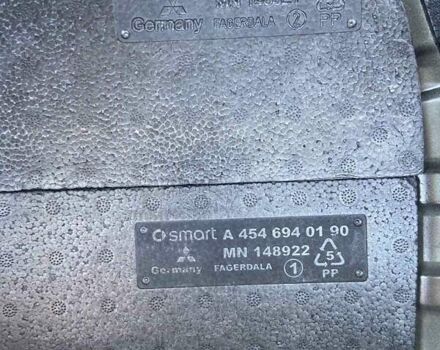 Germany FAGERDALA 2 PP
smart A 454 694 01 90
MN 148922 5
Germany FAGERDALA 1 PP